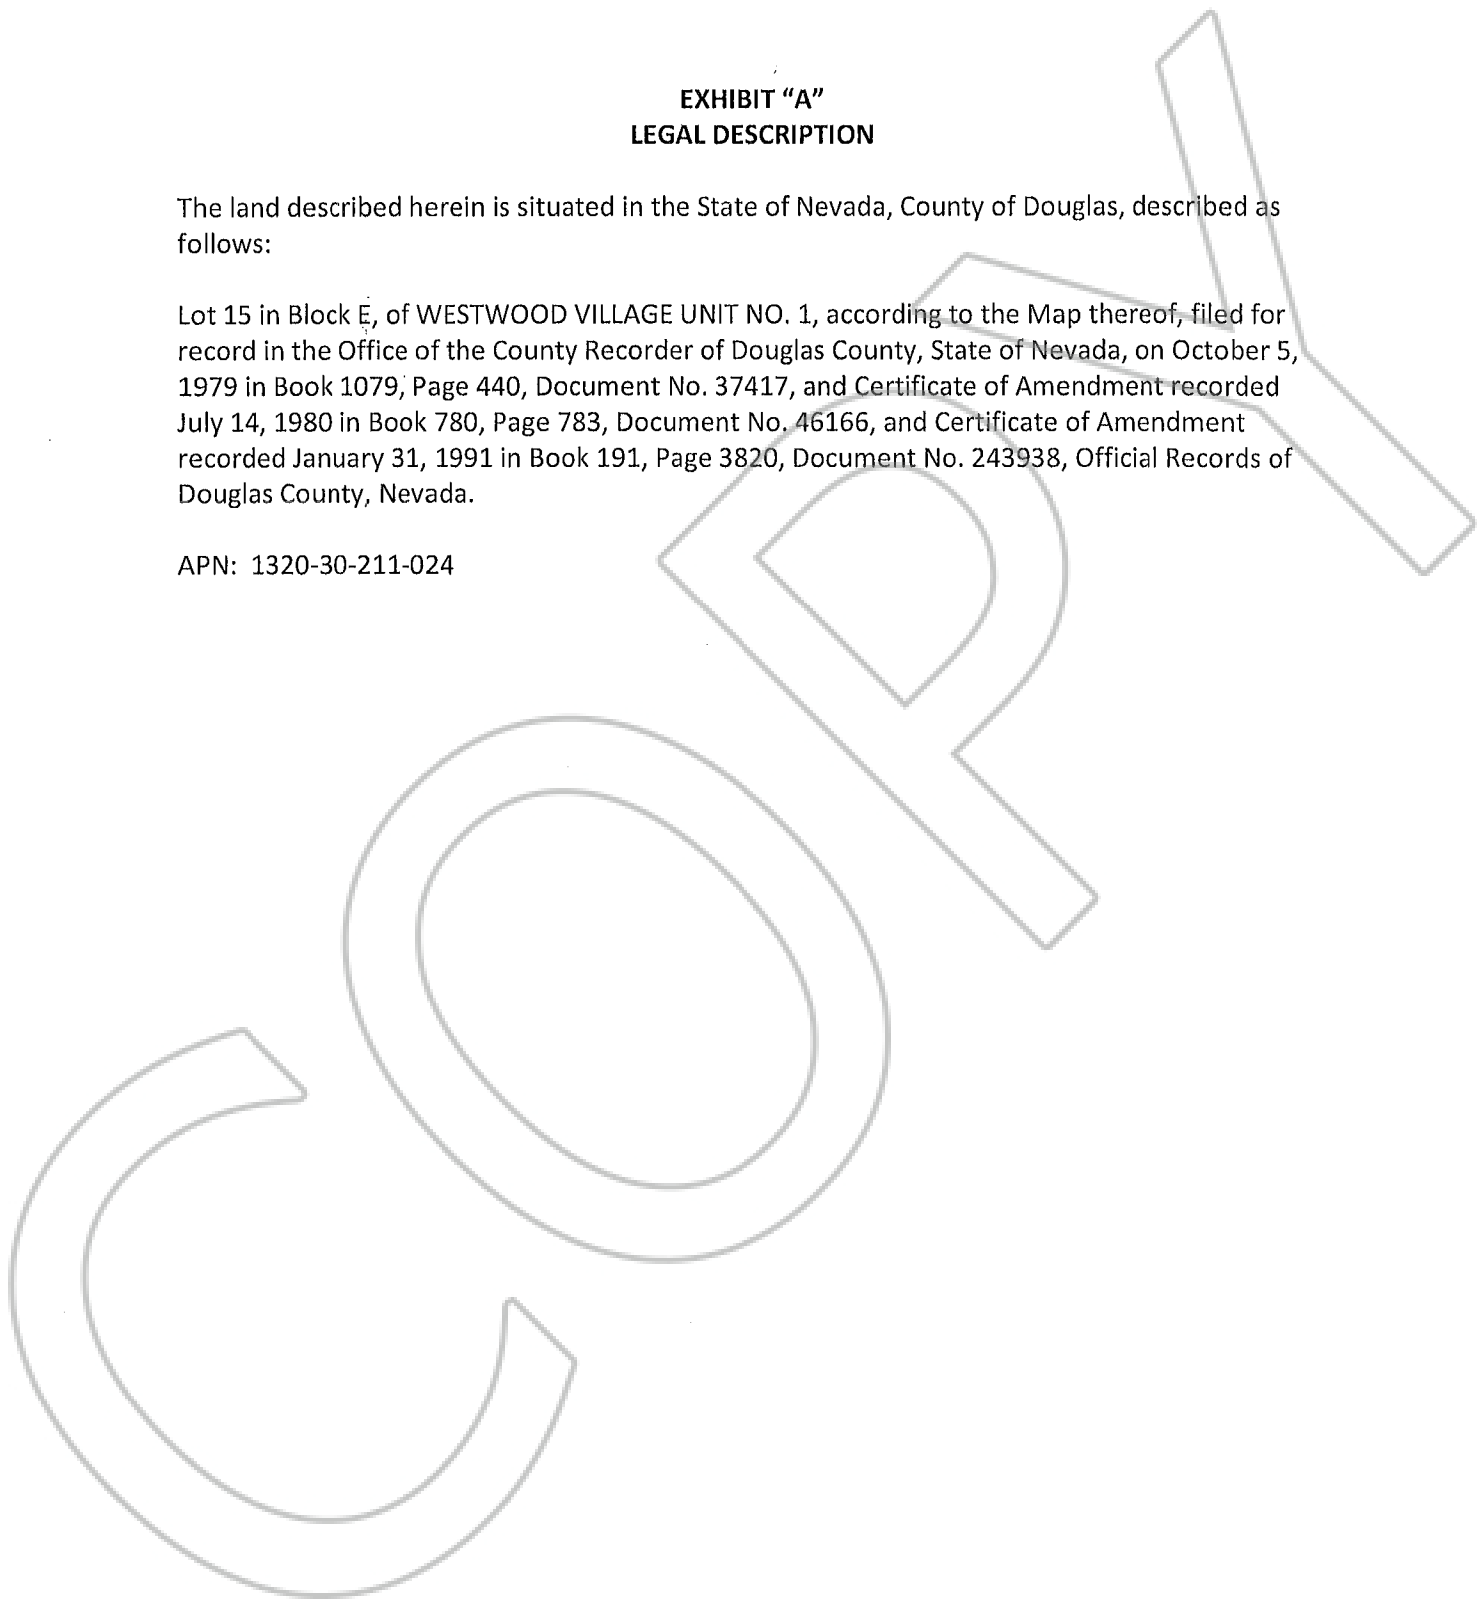 EXHIBIT “A”
LEGAL DESCRIPTION
The land described herein is situated in the State of Nevada, County of Douglas, described as
follows:
Lot 15 in Block E, of WESTWOOD VILLAGE UNIT NO. 1, according to the Map thereof, filed for
record in the Office of the County Recorder of Douglas County, State of Nevada, on October 5,
1979 in Book 1079, Page 440, Document No. 37417, and Certificate of Amendment recorded
July 14, 1980 in Book 780, Page 783, Document No. 46166, and Certificate of Amendment
recorded January 31, 1991 in Book 191, Page 3820, Document No. 243938, Official Records of
Douglas County, Nevada.
APN: 1320-30-211-024
COPY